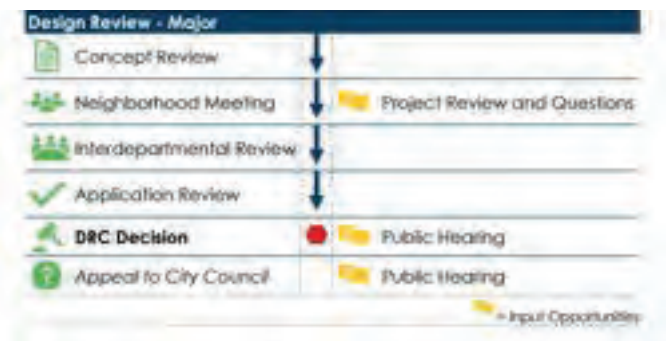 Design Review - Major
Concept Review
Neighborhood Meeting Project Review and Questions
Interdepartmental Review
Application Review
DRC Decision Public Hearing
? Appeal to City Council Public Hearing
= Input Opportunities